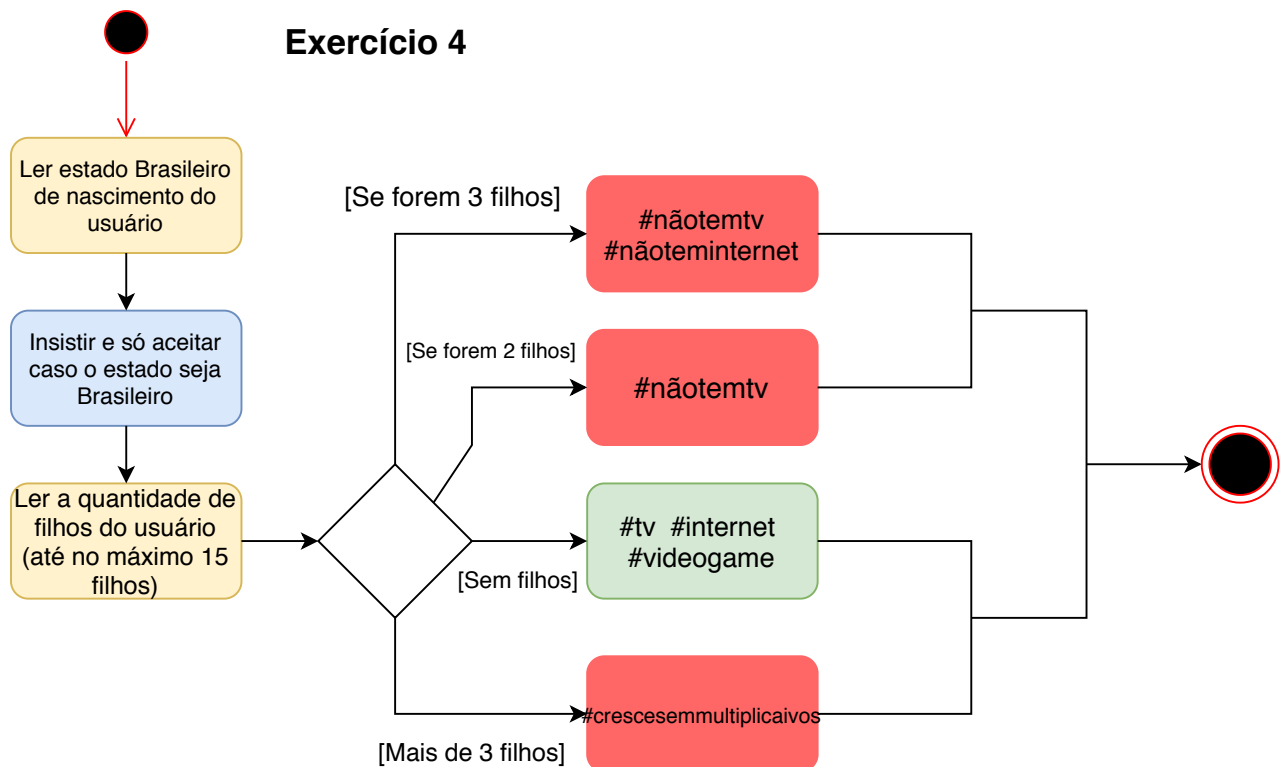 Exercício 4
Ler estado Brasileiro
de nascimento do
usuário
Insistir e só aceitar
caso o estado seja
Brasileiro
Ler a quantidade de
filhos do usuário
(até no máximo 15
filhos)
[Se forem 3 filhos]
#nãotemtv
#nãoteminternet
[Se forem 2 filhos]
#nãotemtv
[Sem filhos]
#tv #internet
#videogame
[Mais de 3 filhos]
#crescesemmultiplicaivos